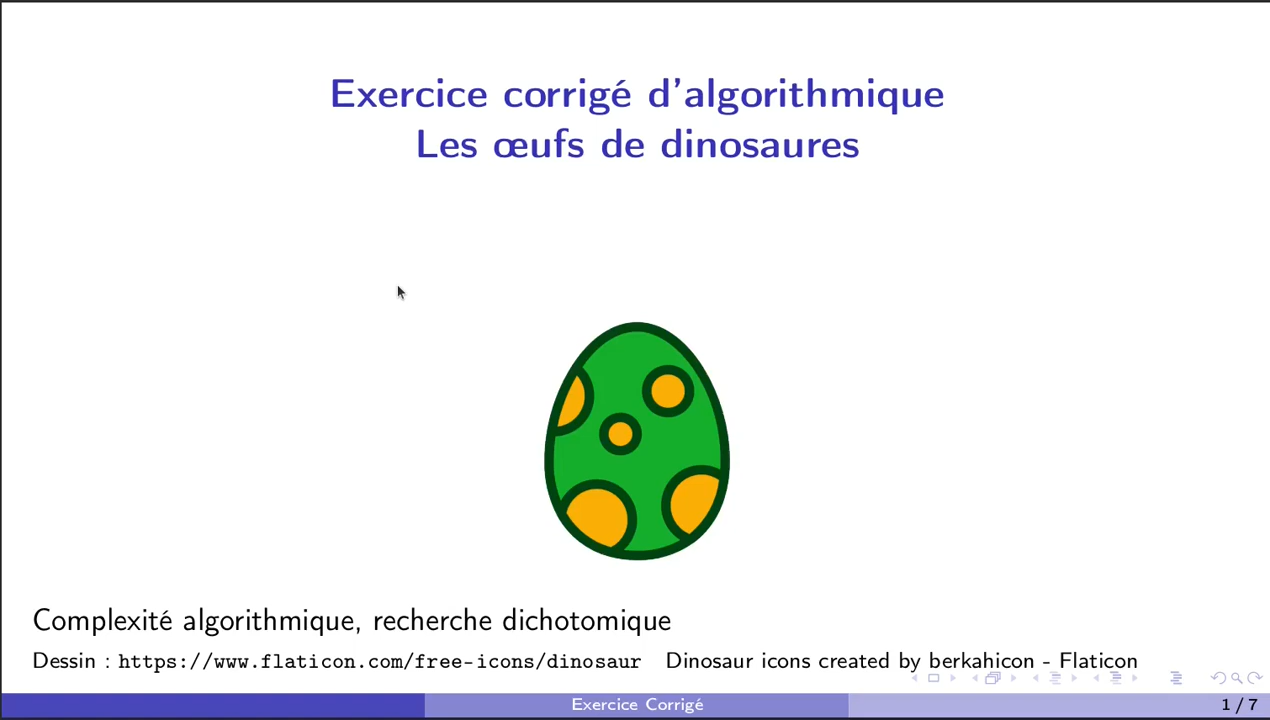 Exercice corrigé d'algorithmique
Les œufs de dinosaures
Complexité algorithmique, recherche dichotomique
Dessin : https://www.flaticon.com/free-icons/dinosaur Dinosaur icons created by berkahicon - Flaticon
Exercice Corrigé 1 / 7